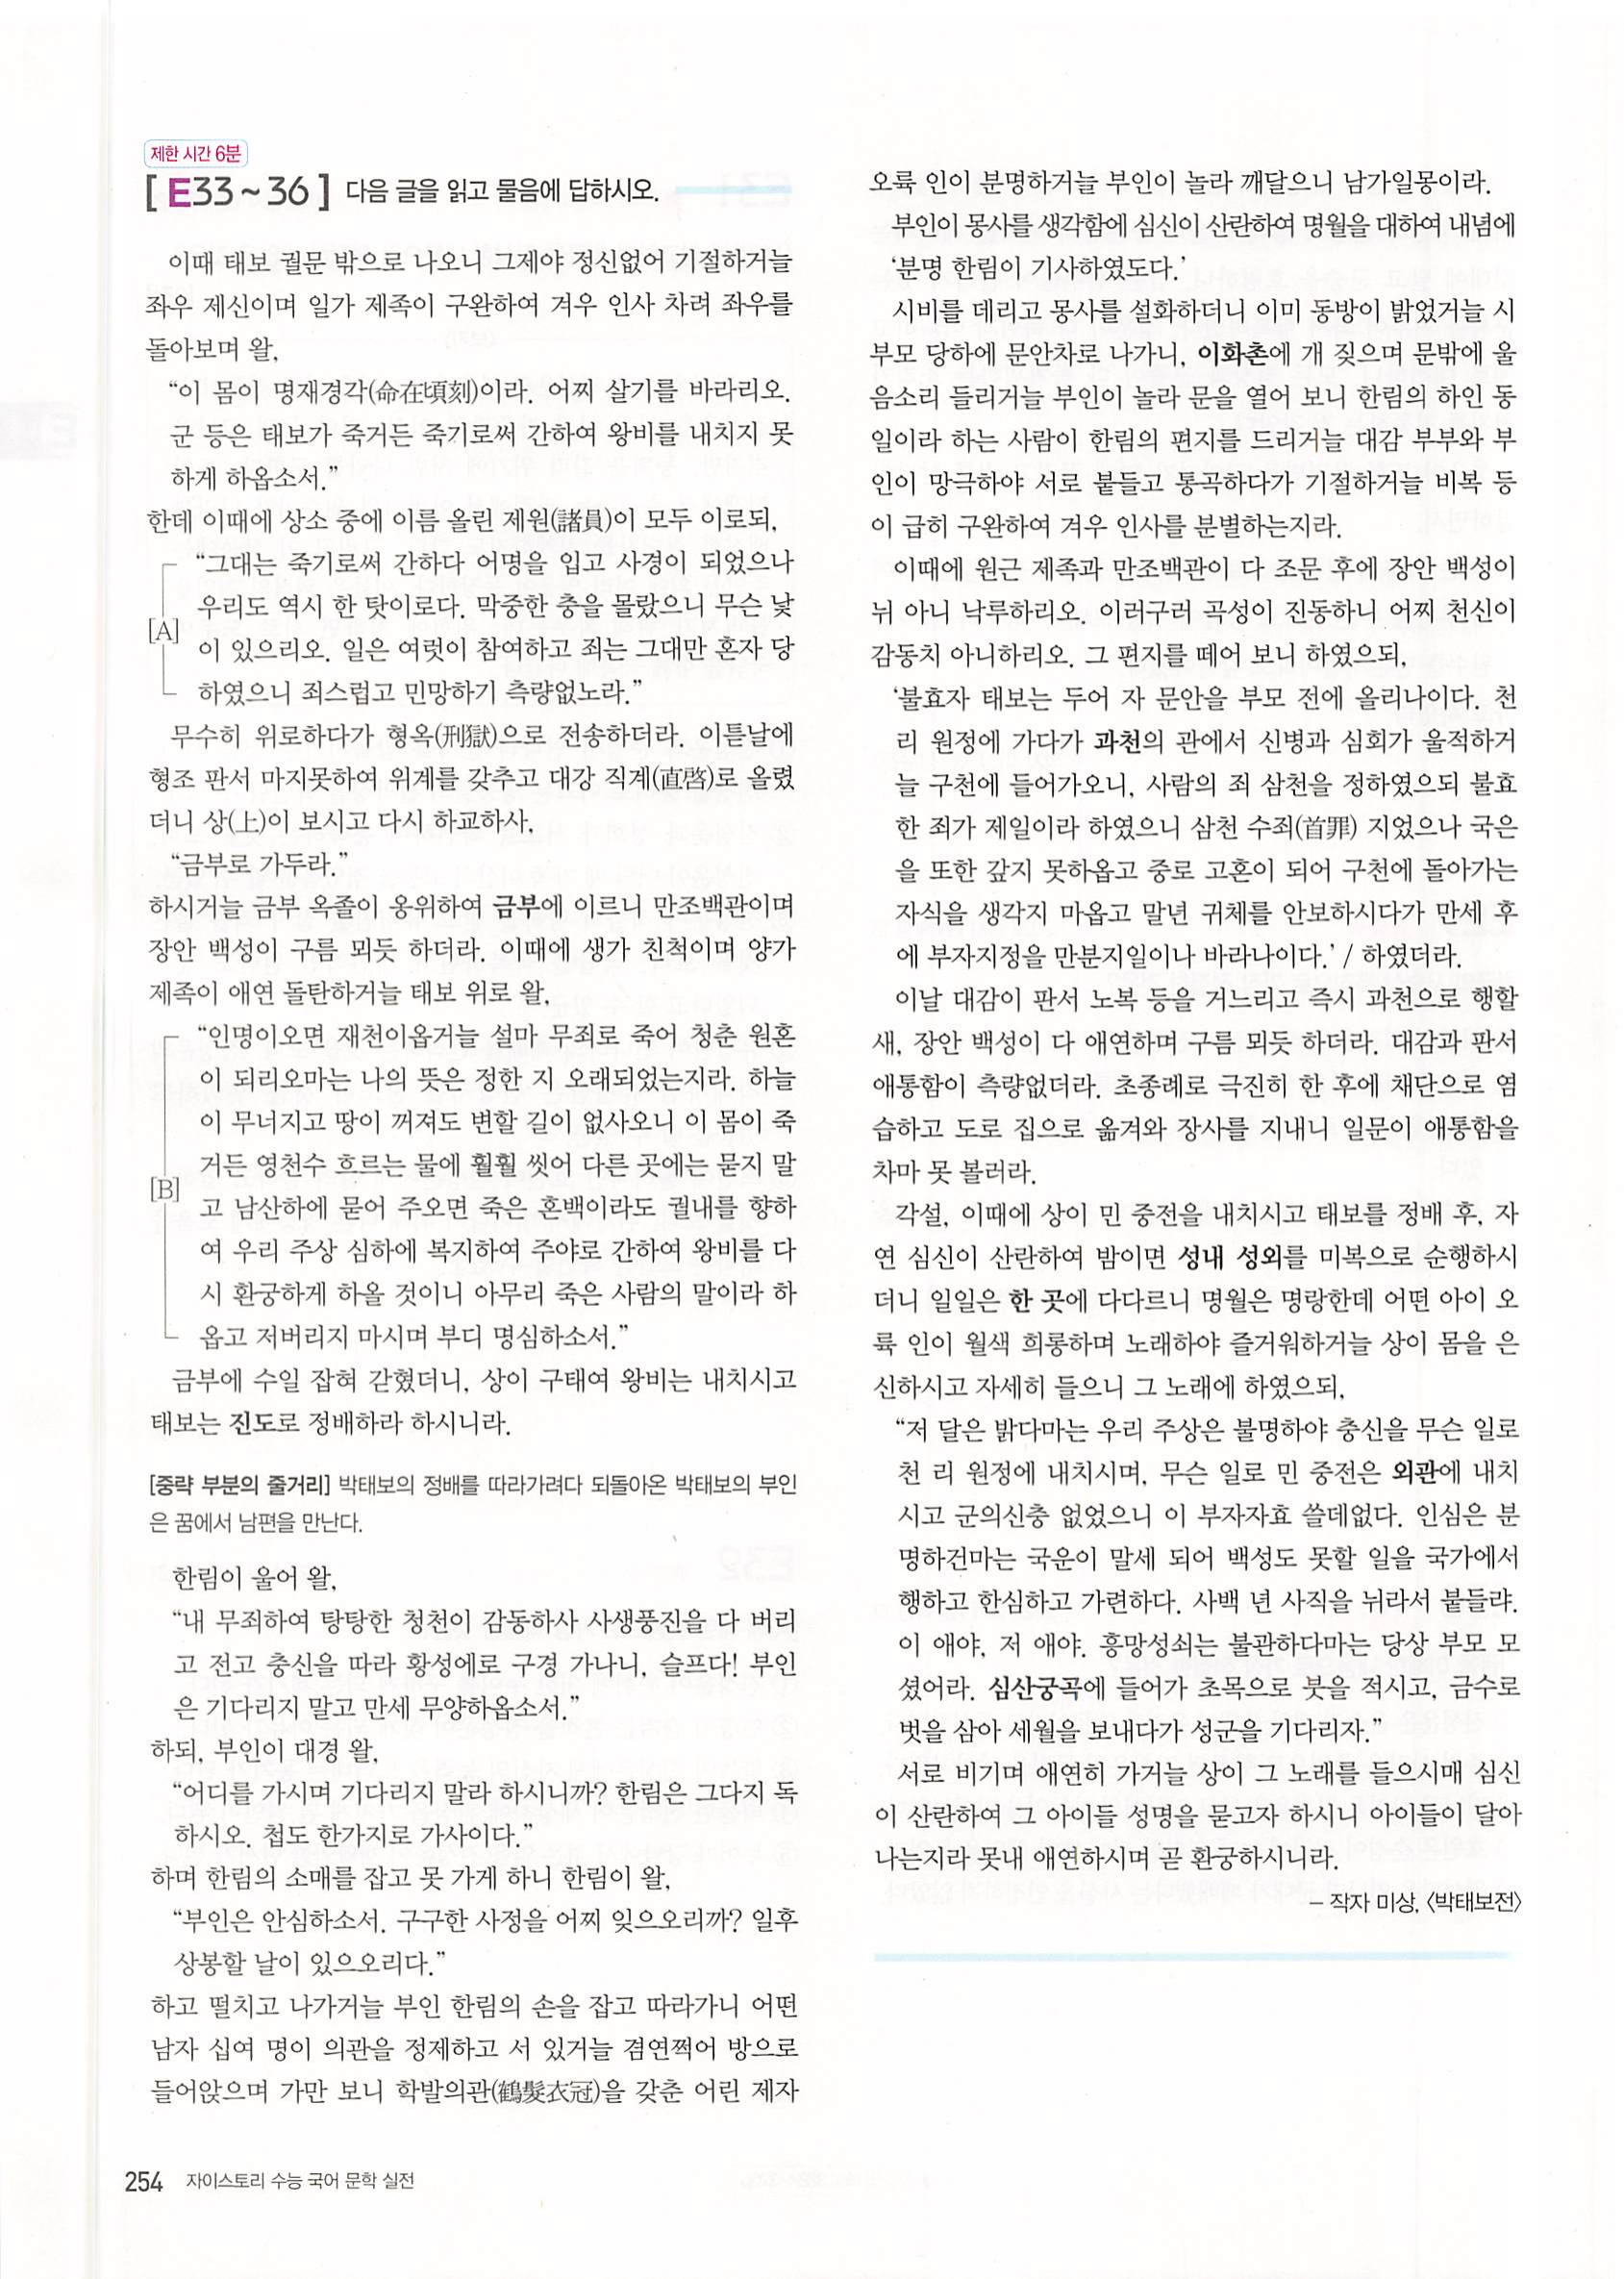 제한 시간 6분
[ E33 ~ 36 ] 다음 글을 읽고 물음에 답하시오.
이때 태보 궐문 밖으로 나오니 그제야 정신없어 기절하거늘
좌우 제신이며 일가 제족이 구완하여 겨우 인사 차려 좌우를
돌아보며 왈,
“이 몸이 명재경각(命在頃刻)이라. 어찌 살기를 바라리오.
군 등은 태보가 죽거든 죽기로써 간하여 왕비를 내치지 못
하게 하옵소서.”
한데 이때에 상소 중에 이름 올린 제원(諸員)이 모두 이로되,
“그대는 죽기로써 간하다 어명을 입고 사경이 되었으나
우리도 역시 한 탓이로다. 막중한 충을 몰랐으니 무슨 낯
[A]
이 있으리오. 일은 여럿이 참여하고 죄는 그대만 혼자 당
하였으니 죄스럽고 민망하기 측량없노라.”
무수히 위로하다가 형옥(刑獄)으로 전송하더라. 이튿날에
형조 판서 마지못하여 위계를 갖추고 대강 직계(直啓)로 올렸
더니 상(上)이 보시고 다시 하교하사,
“금부로 가두라.”
하시거늘 금부 옥졸이 옹위하여 금부에 이르니 만조백관이며
장안 백성이 구름 뫼듯 하더라. 이때에 생가 친척이며 양가
제족이 애연 돌탄하거늘 태보 위로 왈,
“인명이오면 재천이옵거늘 설마 무죄로 죽어 청춘 원혼
이 되리오마는 나의 뜻은 정한 지 오래되었는지라. 하늘
이 무너지고 땅이 꺼져도 변할 길이 없사오니 이 몸이 죽
거든 영천수 흐르는 물에 훨훨 씻어 다른 곳에는 묻지 말
[B]
고 남산하에 묻어 주오면 죽은 혼백이라도 궐내를 향하
여 우리 주상 심하에 복지하여 주야로 간하여 왕비를 다
시 환궁하게 하올 것이니 아무리 죽은 사람의 말이라 하
옵고 저버리지 마시며 부디 명심하소서.”
금부에 수일 잡혀 갇혔더니, 상이 구태여 왕비는 내치시고
태보는 진도로 정배하라 하시니라.
[중략 부분의 줄거리] 박태보의 정배를 따라가려다 되돌아온 박태보의 부인
은 꿈에서 남편을 만난다.
한림이 울어 왈,
“내 무죄하여 탕탕한 청천이 감동하사 사생풍진을 다 버리
고 전고 충신을 따라 황성에로 구경 가나니, 슬프다! 부인
은 기다리지 말고 만세 무양하옵소서.”
하되, 부인이 대경 왈,
“어디를 가시며 기다리지 말라 하시니까? 한림은 그다지 독
하시오. 첩도 한가지로 가사이다.”
하며 한림의 소매를 잡고 못 가게 하니 한림이 왈,
“부인은 안심하소서. 구구한 사정을 어찌 잊으오리까? 일후
상봉할 날이 있으오리다.”
하고 떨치고 나가거늘 부인 한림의 손을 잡고 따라가니 어떤
남자 십여 명이 의관을 정제하고 서 있거늘 겸연쩍어 방으로
들어앉으며 가만 보니 학발의관(鶴髮衣冠)을 갖춘 어린 제자
오륙 인이 분명하거늘 부인이 놀라 깨달으니 남가일몽이라.
부인이 몽사를 생각함에 심신이 산란하여 명월을 대하여 내념에
‘분명 한림이 기사하였도다.’
시비를 데리고 몽사를 설화하더니 이미 동방이 밝았거늘 시
부모 당하에 문안차로 나가니, 이화촌에 개 짖으며 문밖에 울
음소리 들리거늘 부인이 놀라 문을 열어 보니 한림의 하인 동
일이라 하는 사람이 한림의 편지를 드리거늘 대감 부부와 부
인이 망극하야 서로 붙들고 통곡하다가 기절하거늘 비복 등
이 급히 구완하여 겨우 인사를 분별하는지라.
이때에 원근 제족과 만조백관이 다 조문 후에 장안 백성이
뉘 아니 낙루하리오. 이러구러 곡성이 진동하니 어찌 천신이
감동치 아니하리오. 그 편지를 떼어 보니 하였으되,
‘불효자 태보는 두어 자 문안을 부모 전에 올리나이다. 천
리 원정에 가다가 과천의 관에서 신병과 심회가 울적하거
늘 구천에 들어가오니, 사람의 죄 삼천을 정하였으되 불효
한 죄가 제일이라 하였으니 삼천 수죄(首罪) 지었으나 국은
을 또한 갚지 못하옵고 중로 고혼이 되어 구천에 돌아가는
자식을 생각지 마옵고 말년 귀체를 안보하시다가 만세 후
에 부자지정을 만분지일이나 바라나이다.’ / 하였더라.
이날 대감이 판서 노복 등을 거느리고 즉시 과천으로 행할
새, 장안 백성이 다 애연하며 구름 뫼듯 하더라. 대감과 판서
애통함이 측량없더라. 초종례로 극진히 한 후에 채단으로 염
습하고 도로 집으로 옮겨와 장사를 지내니 일문이 애통함을
차마 못 볼러라.
각설, 이때에 상이 민 중전을 내치시고 태보를 정배 후, 자
연 심신이 산란하여 밤이면 성내 성외를 미복으로 순행하시
더니 일일은 한 곳에 다다르니 명월은 명랑한데 어떤 아이 오
륙 인이 월색 희롱하며 노래하야 즐거워하거늘 상이 몸을 은
신하시고 자세히 들으니 그 노래에 하였으되,
“저 달은 밝다마는 우리 주상은 불명하야 충신을 무슨 일로
천 리 원정에 내치시며, 무슨 일로 민 중전은 외관에 내치
시고 군의신충 없었으니 이 부자자효 쓸데없다. 인심은 분
명하건마는 국운이 말세 되어 백성도 못할 일을 국가에서
행하고 한심하고 가련하다. 사백 년 사직을 뉘라서 붙들랴.
이 애야, 저 애야. 흥망성쇠는 불관하다마는 당상 부모 모
셨어라. 심산궁곡에 들어가 초목으로 붓을 적시고, 금수로
벗을 삼아 세월을 보내다가 성군을 기다리자.”
서로 비기며 애연히 가거늘 상이 그 노래를 들으시매 심신
이 산란하여 그 아이들 성명을 묻고자 하시니 아이들이 달아
나는지라 못내 애연하시며 곧 환궁하시니라.
– 작자 미상, 〈박태보전〉
254 자이스토리 수능 국어 문학 실전